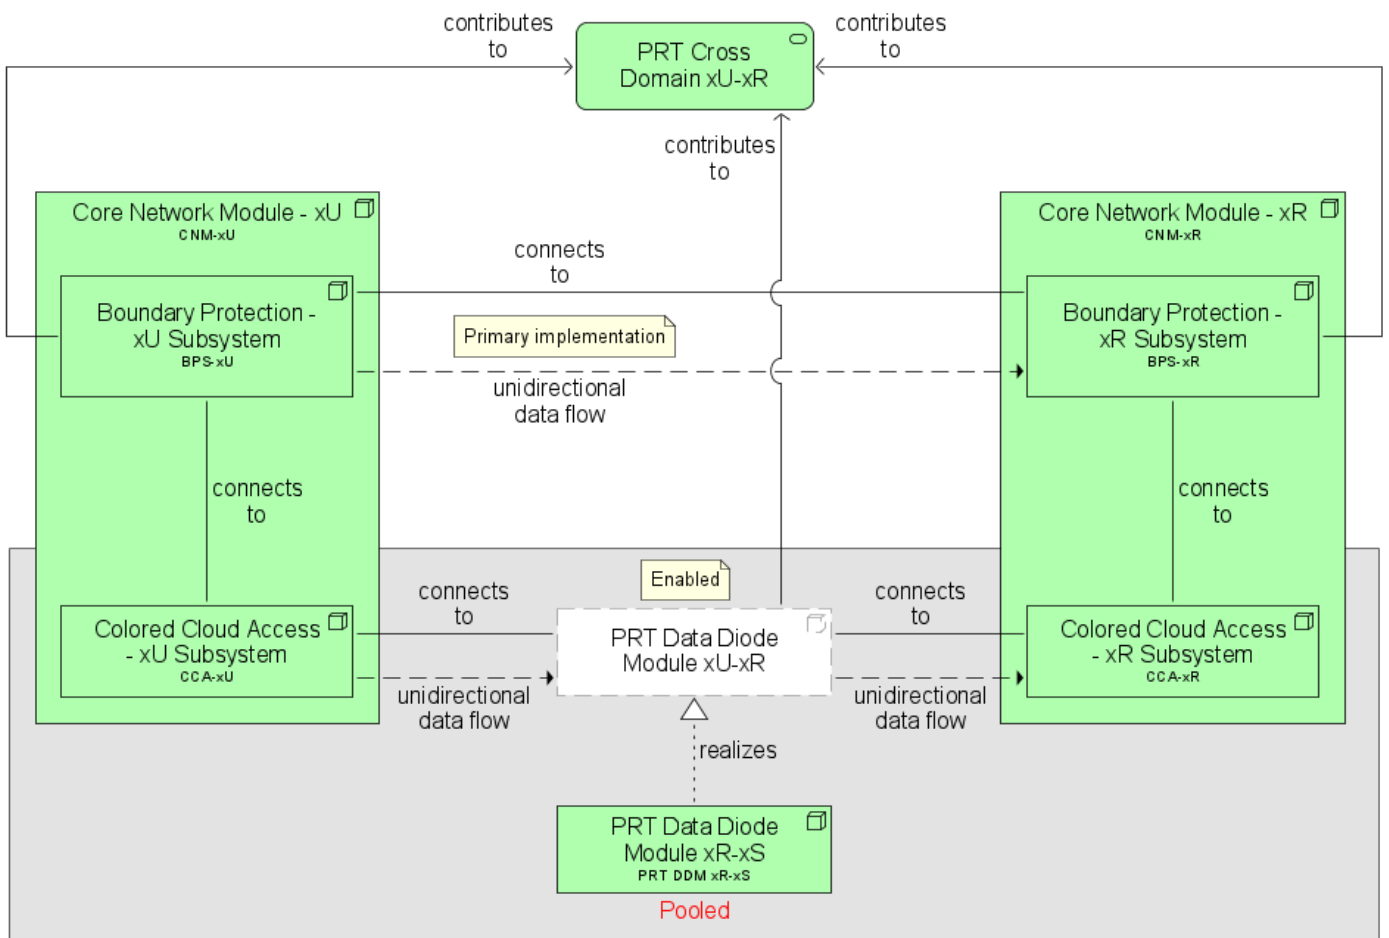 contributes
to
PRT Cross
Domain xU-xR
contributes
to
contributes
to
Core Network Module - xU
CNM-xU
Core Network Module - xR
CNM-xR
connects
to
Boundary Protection -
xU Subsystem
BPS-xU
Primary implementation
Boundary Protection -
xR Subsystem
BPS-xR
unidirectional
data flow
connects
to
connects
to
Enabled
connects
to
connects
to
Colored Cloud Access
- xU Subsystem
CCA-xU
PRT Data Diode
Module xU-xR
Colored Cloud Access
- xR Subsystem
CCA-xR
unidirectional
data flow
unidirectional
data flow
realizes
PRT Data Diode
Module xR-xS
PRT DDM xR-xS
Pooled